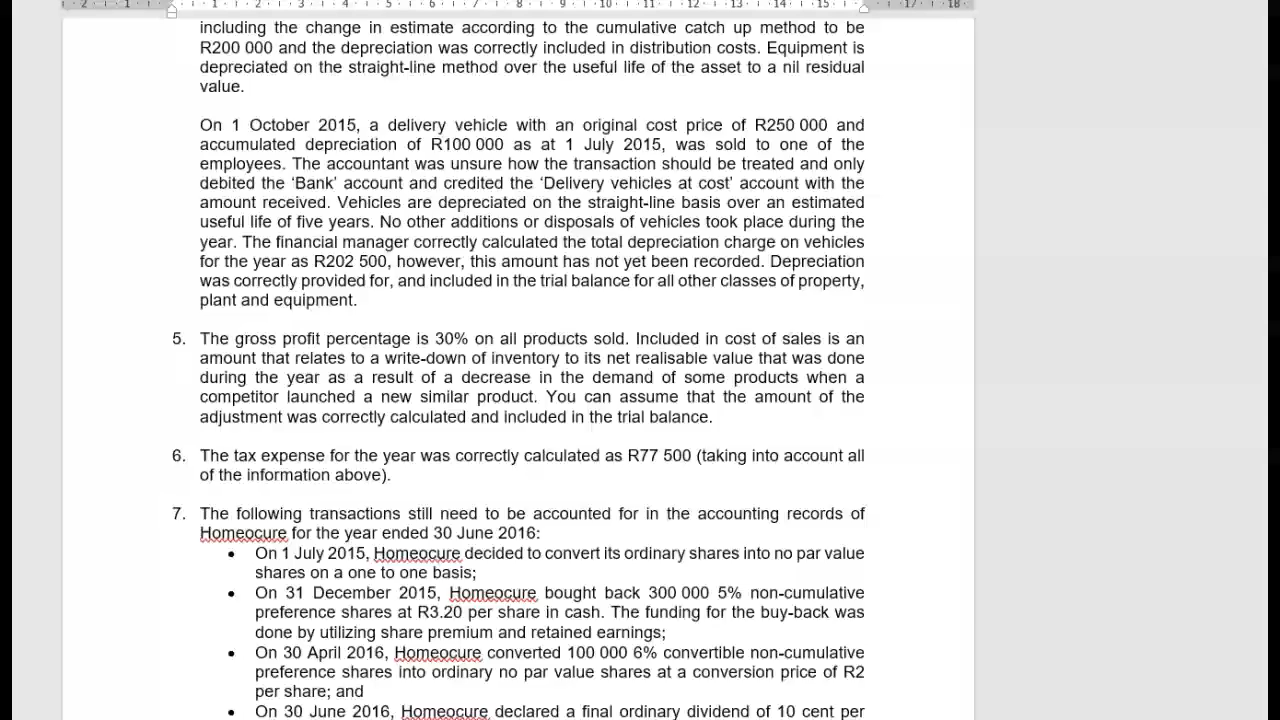 2 1 1 2 3 4 5 6 7 8 9 10 11 12 13 14 15 17 18
including the change in estimate according to the cumulative catch up method to be
R200 000 and the depreciation was correctly included in distribution costs. Equipment is
depreciated on the straight-line method over the useful life of the asset to a nil residual
value.
On 1 October 2015, a delivery vehicle with an original cost price of R250 000 and
accumulated depreciation of R100 000 as at 1 July 2015, was sold to one of the
employees. The accountant was unsure how the transaction should be treated and only
debited the ‘Bank’ account and credited the ‘Delivery vehicles at cost’ account with the
amount received. Vehicles are depreciated on the straight-line basis over an estimated
useful life of five years. No other additions or disposals of vehicles took place during the
year. The financial manager correctly calculated the total depreciation charge on vehicles
for the year as R202 500, however, this amount has not yet been recorded. Depreciation
was correctly provided for, and included in the trial balance for all other classes of property,
plant and equipment.
5. The gross profit percentage is 30% on all products sold. Included in cost of sales is an
amount that relates to a write-down of inventory to its net realisable value that was done
during the year as a result of a decrease in the demand of some products when a
competitor launched a new similar product. You can assume that the amount of the
adjustment was correctly calculated and included in the trial balance.
6. The tax expense for the year was correctly calculated as R77 500 (taking into account all
of the information above).
7. The following transactions still need to be accounted for in the accounting records of
Homeocure for the year ended 30 June 2016:
• On 1 July 2015, Homeocure decided to convert its ordinary shares into no par value
shares on a one to one basis;
• On 31 December 2015, Homeocure bought back 300 000 5% non-cumulative
preference shares at R3.20 per share in cash. The funding for the buy-back was
done by utilizing share premium and retained earnings;
• On 30 April 2016, Homeocure converted 100 000 6% convertible non-cumulative
preference shares into ordinary no par value shares at a conversion price of R2
per share; and
• On 30 June 2016, Homeocure declared a final ordinary dividend of 10 cent per